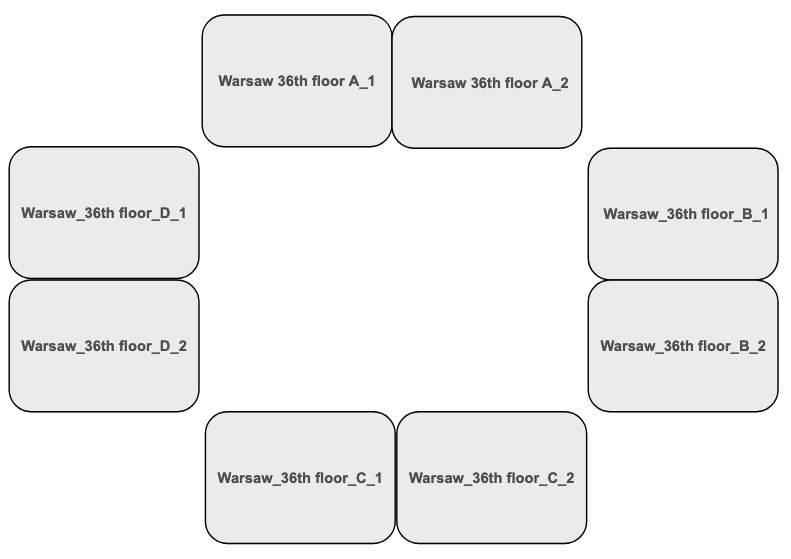 Warsaw 36th floor A_1
Warsaw 36th floor A_2
Warsaw_36th floor_D_1
Warsaw_36th floor_B_1
Warsaw_36th floor_D_2
Warsaw_36th floor_B_2
Warsaw_36th floor_C_1
Warsaw_36th floor_C_2